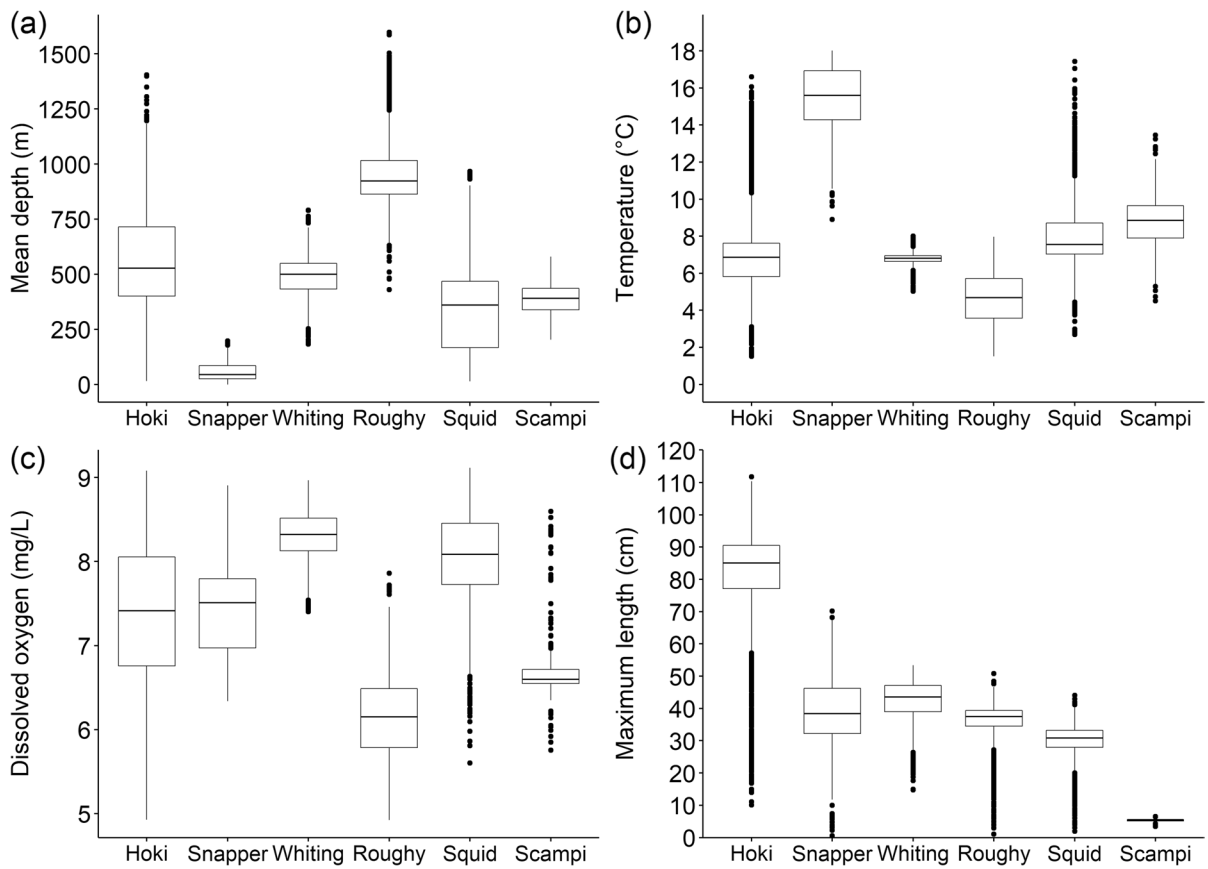 (a)
Mean depth (m)
1500
1250
1000
750
500
250
0
Hoki Snapper Whiting Roughy Squid Scampi
(b)
Temperature (°C)
18
16
14
12
10
8
6
4
2
0
Hoki Snapper Whiting Roughy Squid Scampi
(c)
Dissolved oxygen (mg/L)
9
8
7
6
5
Hoki Snapper Whiting Roughy Squid Scampi
(d)
Maximum length (cm)
120
110
100
90
80
70
60
50
40
30
20
10
0
Hoki Snapper Whiting Roughy Squid Scampi